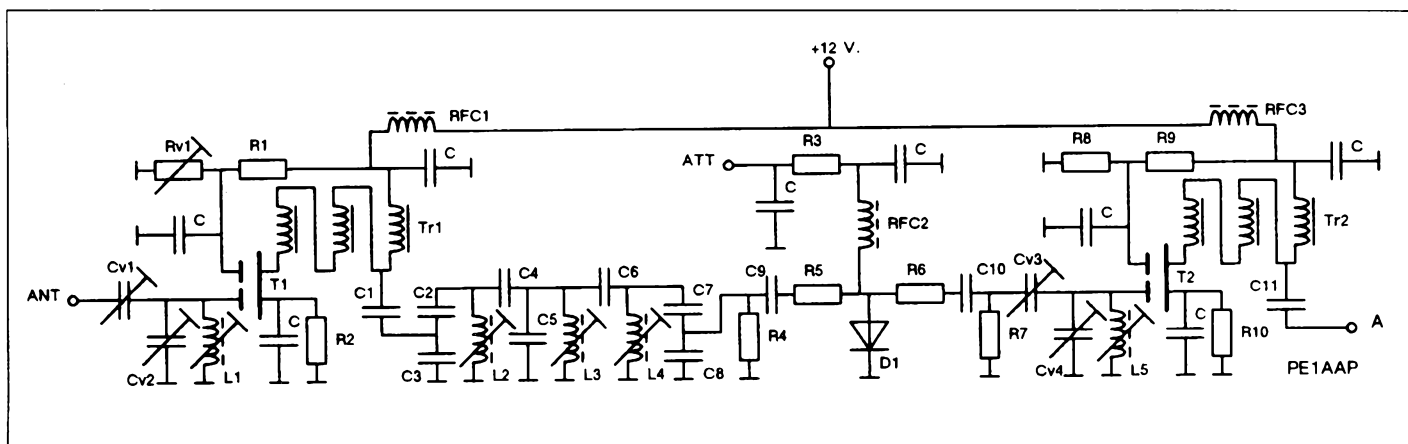 +12 V.
RFC1
RFC3
Rv1
R1
C
ATT
R3
C
R8
R9
C
C
Tr1
C
RFC2
C
Tr2
ANT
Cv1
T1
C1
C2
C4
C6
C7
C9
R5
R6
C10
Cv3
T2
C11
A
Cv2
L1
C
R2
C3
L2
C5
L3
L4
C8
R4
D1
R7
Cv4
L5
C
R10
PE1AAP